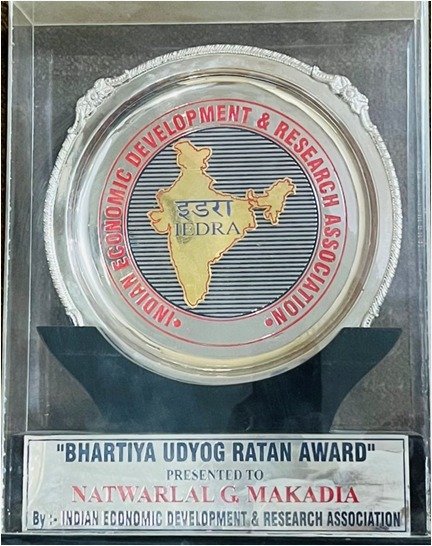 •INDIAN ECONOMIC DEVELOPMENT & RESEARCH ASSOCIATION•
इडरा
IEDRA
"BHARTIYA UDYOG RATAN AWARD"
PRESENTED TO
NATWARLAL G. MAKADIA
By :- INDIAN ECONOMIC DEVELOPMENT & RESEARCH ASSOCIATION